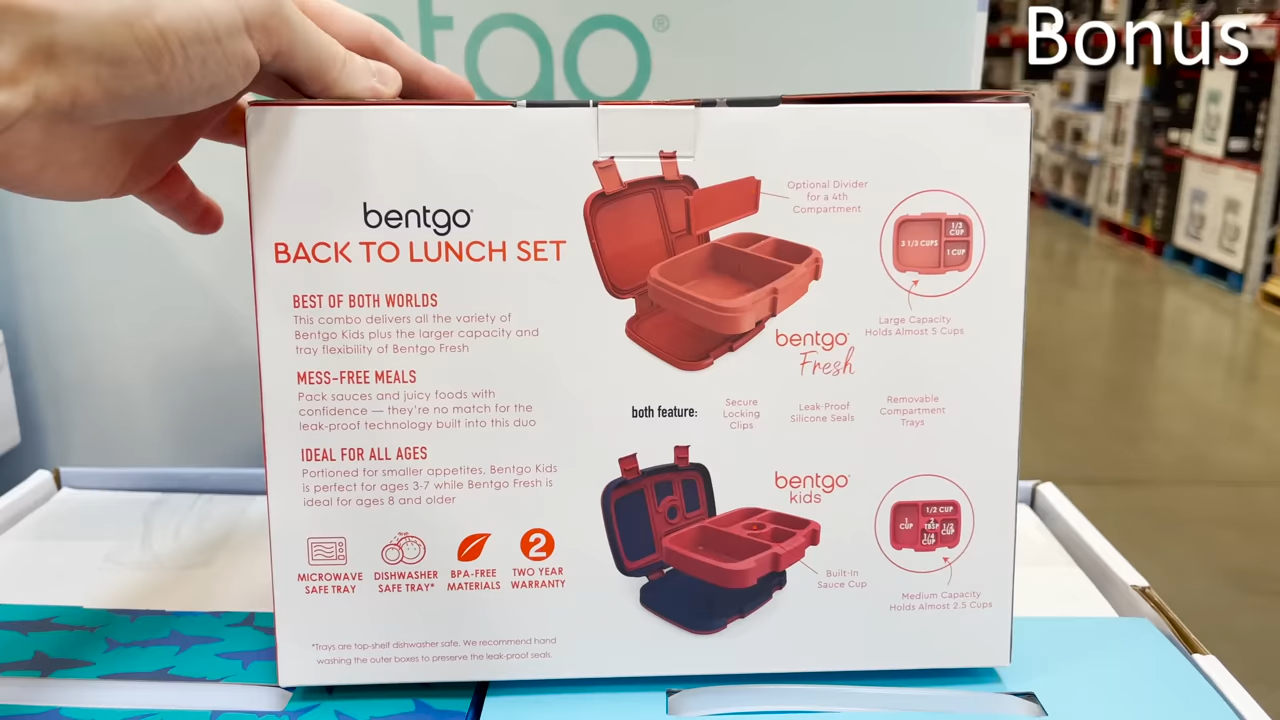 Bonus
ntgo®
bentgo®
BACK TO LUNCH SET
BEST OF BOTH WORLDS
This combo delivers all the variety of
Bentgo Kids plus the larger capacity and
tray flexibility of Bentgo Fresh
MESS-FREE MEALS
Pack sauces and juicy foods with
confidence — they're no match for the
leak-proof technology built into this duo
IDEAL FOR ALL AGES
Portioned for smaller appetites, Bentgo Kids
is perfect for ages 3-7 while Bentgo Fresh is
ideal for ages 8 and older
MICROWAVE
SAFE TRAY
DISHWASHER
SAFE TRAY*
BPA-FREE
MATERIALS
2
TWO YEAR
WARRANTY
*Trays are top-shelf dishwasher safe. We recommend hand
washing the outer boxes to preserve the leak-proof seals.
Optional Divider
for a 4th
Compartment
3 1/3 CUPS
1/3
CUP
1 CUP
Large Capacity
Holds Almost 5 Cups
bentgo®
Fresh
both feature:
Secure
Locking
Clips
Leak-Proof
Silicone Seals
Removable
Compartment
Trays
bentgo®
kids
Built-In
Sauce Cup
1
CUP
1/2 CUP
2
TBSP
1/4
CUP
1/2
CUP
Medium Capacity
Holds Almost 2.5 Cups